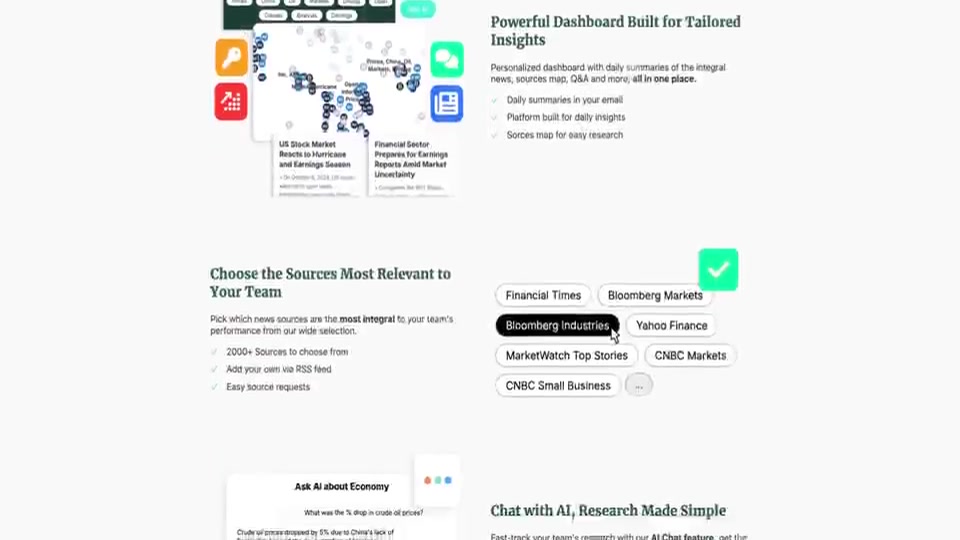 Powerful Dashboard Built for Tailored
Insights
Personalized dashboard with daily summaries of the integral
news, sources map, Q&A and more, all in one place.
Daily summaries in your email
Platform built for daily insights
Sorces map for easy research
US Stock Market
Reacts to Hurricane
and Earnings Season
Financial Sector
Prepares for Earnings
Reports Amid Market
Uncertainty
Choose the Sources Most Relevant to
Your Team
Pick which news sources are the most integral to your team's
performance from our wide selection.
2000+ Sources to choose from
Add your own via RSS feed
Easy source requests
Financial Times
Bloomberg Markets
Bloomberg Industries
Yahoo Finance
MarketWatch Top Stories
CNBC Markets
CNBC Small Business
...
Ask AI about Economy
What was the % drop in crude oil prices?
Crude oil prices dropped by 5% due to China's lack of
Chat with AI, Research Made Simple
Fast-track your team's research with our AI Chat feature, get the